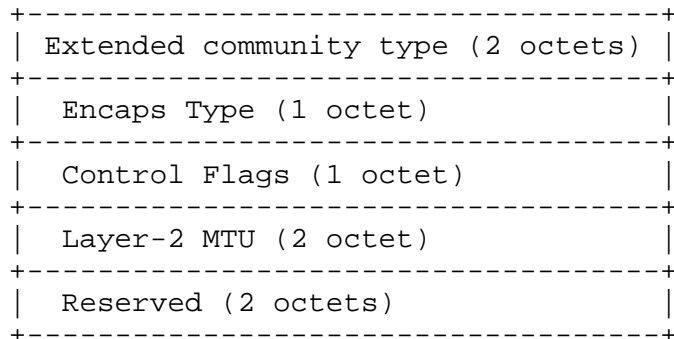 +------------------------------------+
| Extended community type (2 octets) |
+------------------------------------+
|  Encaps Type (1 octet)             |
+------------------------------------+
|  Control Flags (1 octet)           |
+------------------------------------+
|  Layer-2 MTU (2 octet)             |
+------------------------------------+
|  Reserved (2 octets)               |
+------------------------------------+